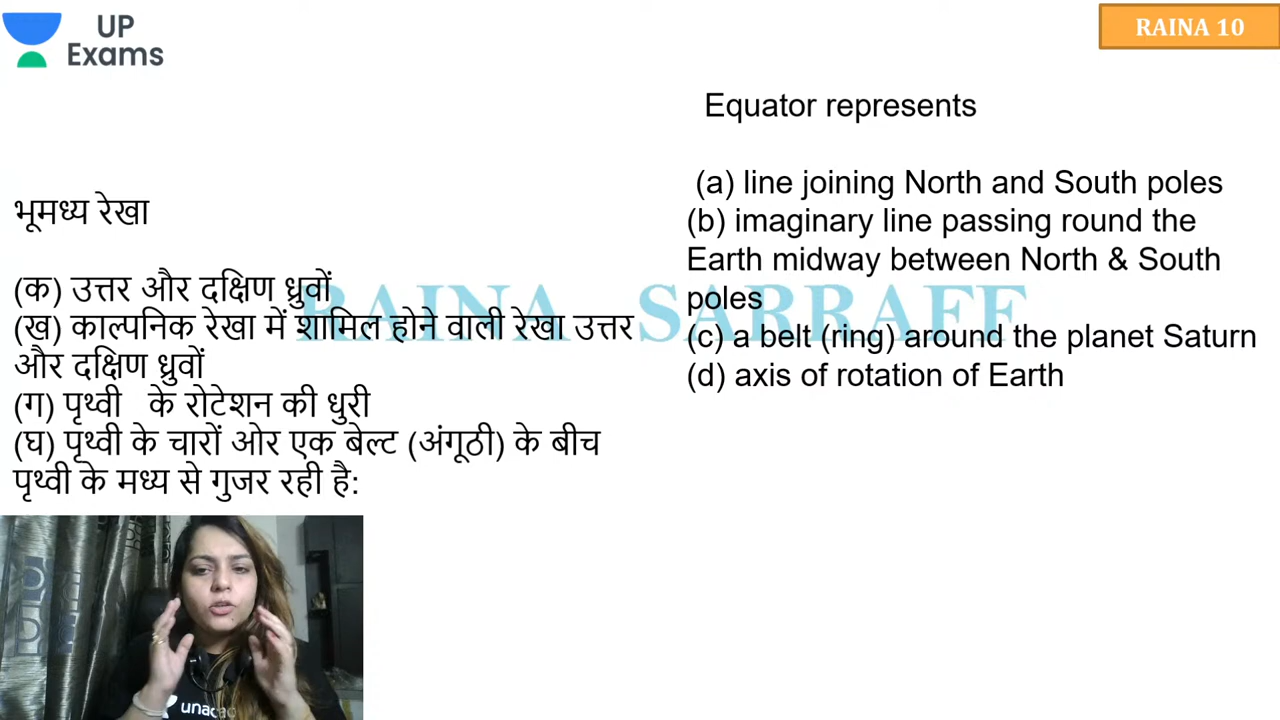 UP
Exams
RAINA 10
Equator represents
(a) line joining North and South poles
(b) imaginary line passing round the
Earth midway between North & South
poles
(c) a belt (ring) around the planet Saturn
(d) axis of rotation of Earth
भूमध्य रेखा
(क) उत्तर और दक्षिण ध्रुवों
(ख) काल्पनिक रेखा में शामिल होने वाली रेखा उत्तर
और दक्षिण ध्रुवों
(ग) पृथ्वी के रोटेशन की धुरी
(घ) पृथ्वी के चारों ओर एक बेल्ट (अंगूठी) के बीच
पृथ्वी के मध्य से गुजर रही है:
RAINA SARRAFF